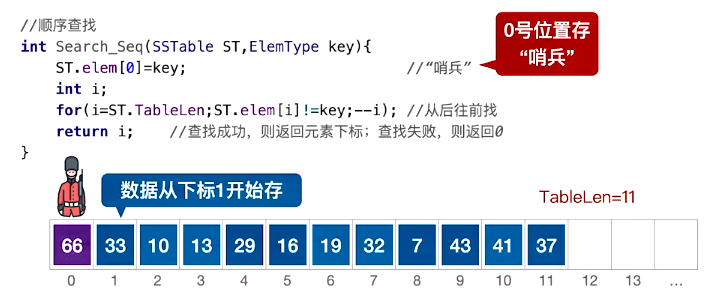 //顺序查找
int Search_Seq(SSTable ST,ElemType key){
ST.elem[0]=key; //“哨兵”
int i;
for(i=ST.TableLen;ST.elem[i]!=key;--i); //从后往前找
return i; //查找成功，则返回元素下标；查找失败，则返回0
}
0号位置存
“哨兵”
数据从下标1开始存
TableLen=11
66 33 10 13 29 16 19 32 7 43 41 37
0 1 2 3 4 5 6 7 8 9 10 11 12 13 ...